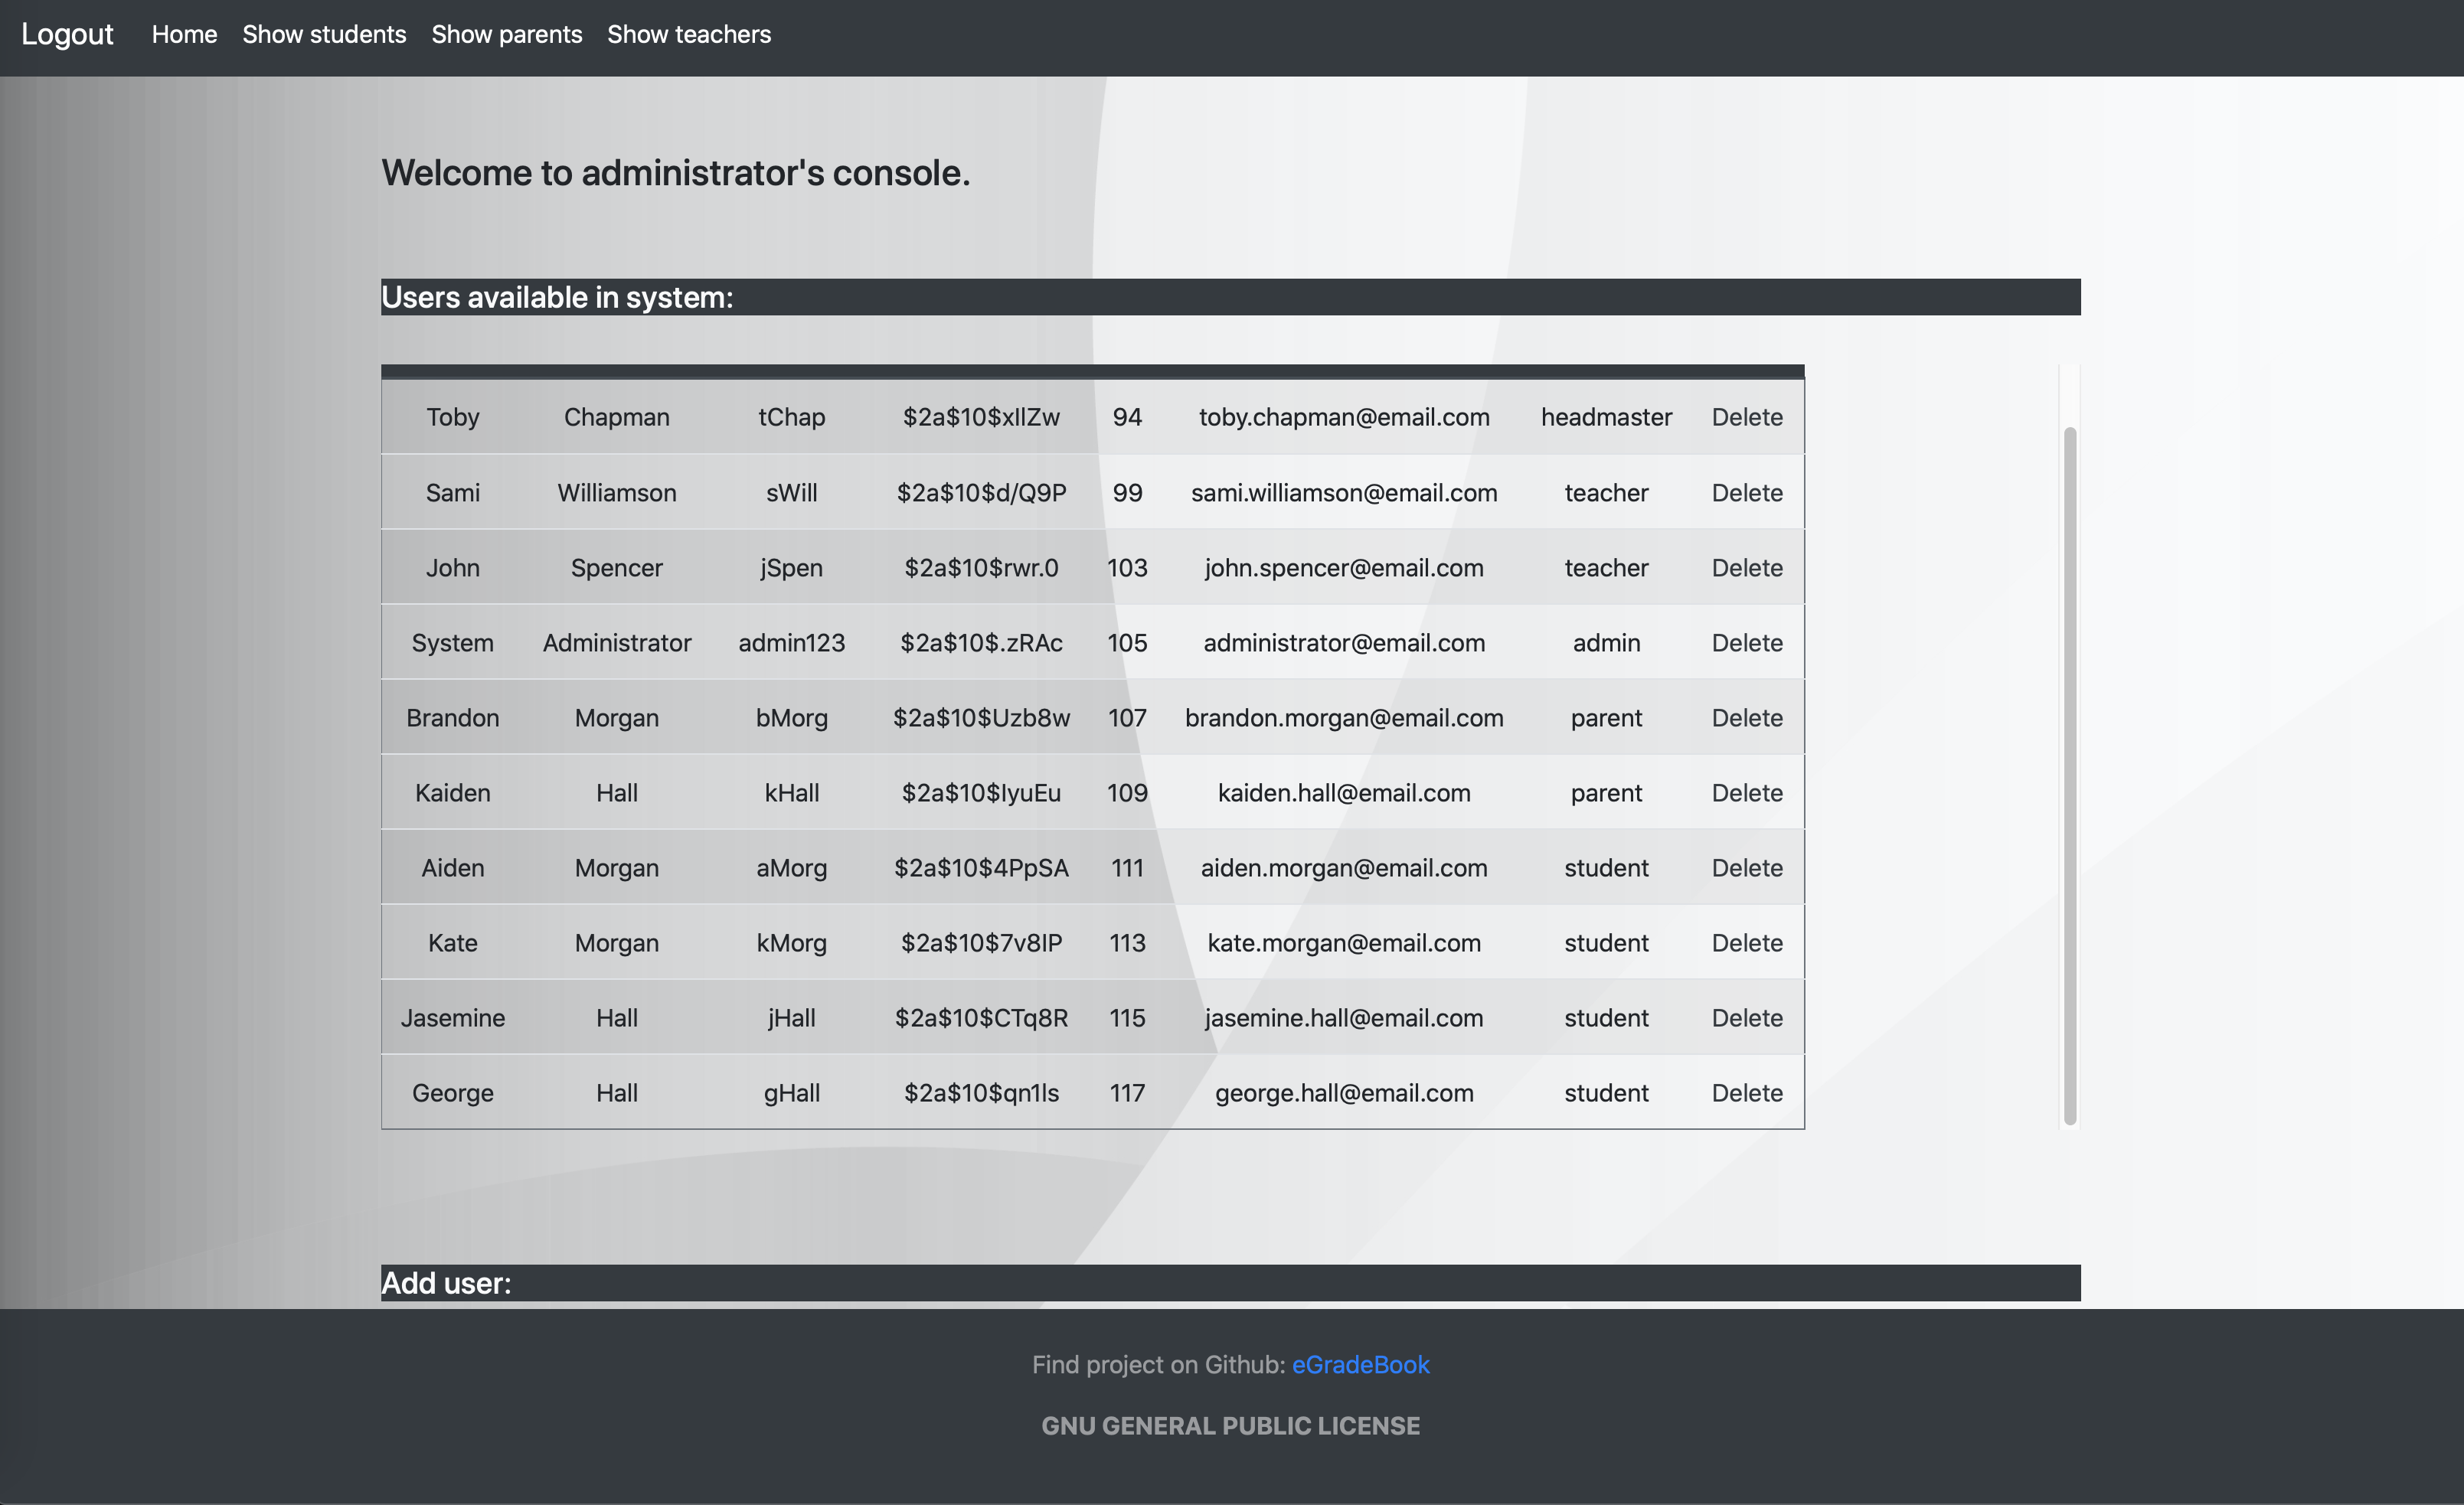 Logout Home Show students Show parents Show teachers
Welcome to administrator's console.
Users available in system:
Toby Chapman tChap $2a$10$xIlZw 94 toby.chapman@email.com headmaster Delete
Sami Williamson sWill $2a$10$d/Q9P 99 sami.williamson@email.com teacher Delete
John Spencer jSpen $2a$10$rwr.0 103 john.spencer@email.com teacher Delete
System Administrator admin123 $2a$10$.zRAc 105 administrator@email.com admin Delete
Brandon Morgan bMorg $2a$10$Uzb8w 107 brandon.morgan@email.com parent Delete
Kaiden Hall kHall $2a$10$lyuEu 109 kaiden.hall@email.com parent Delete
Aiden Morgan aMorg $2a$10$4PpSA 111 aiden.morgan@email.com student Delete
Kate Morgan kMorg $2a$10$7v8IP 113 kate.morgan@email.com student Delete
Jasemine Hall jHall $2a$10$CTq8R 115 jasemine.hall@email.com student Delete
George Hall gHall $2a$10$qn1ls 117 george.hall@email.com student Delete
Add user:
Find project on Github: eGradeBook
GNU GENERAL PUBLIC LICENSE